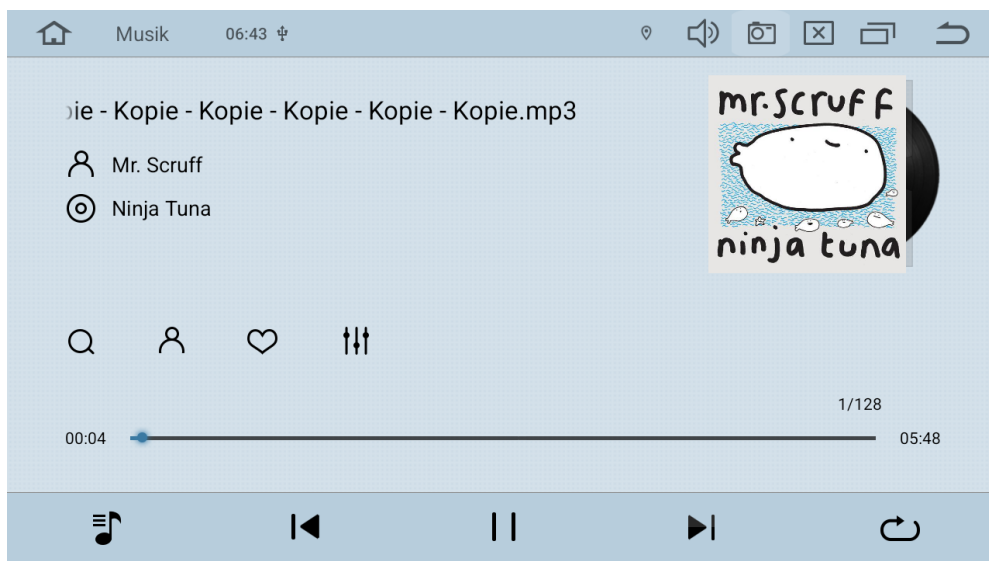 Musik 06:43
- Kopie - Kopie - Kopie - Kopie - Kopie.mp3
Mr. Scruff
Ninja Tuna
mr.scruff
ninja tuna
1/128
00:04 05:48